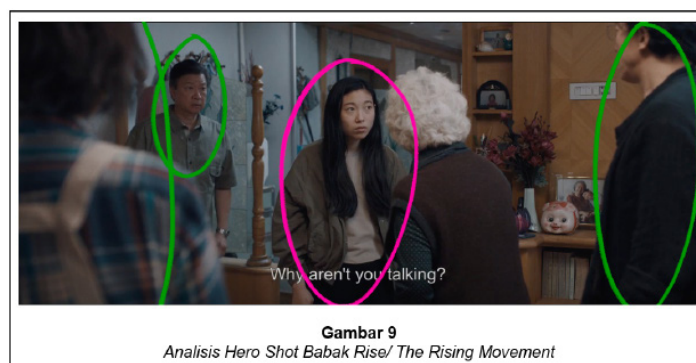 Why aren't you talking?
Gambar 9
Analisis Hero Shot Babak Rise/ The Rising Movement